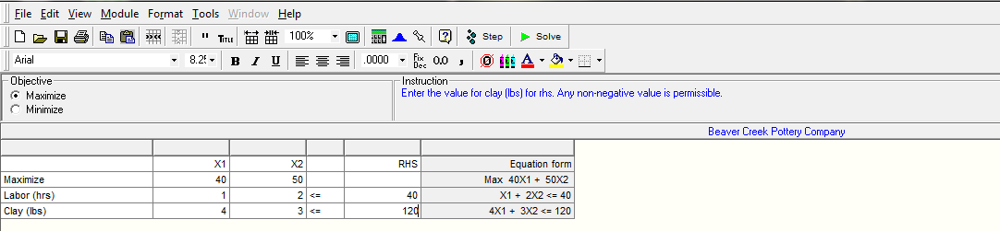 File Edit View Module Format Tools Window Help
" TITLE 100% ? Step Solve
Arial 8.2 B I U .0000 Fix Dec 0.0 , A
Objective
Maximize
Minimize
Instruction
Enter the value for clay (lbs) for rhs. Any non-negative value is permissible.
Beaver Creek Pottery Company
X1 X2 RHS Equation form
Maximize 40 50 Max 40X1 + 50X2
Labor (hrs) 1 2 <= 40 X1 + 2X2 <= 40
Clay (lbs) 4 3 <= 120 4X1 + 3X2 <= 120